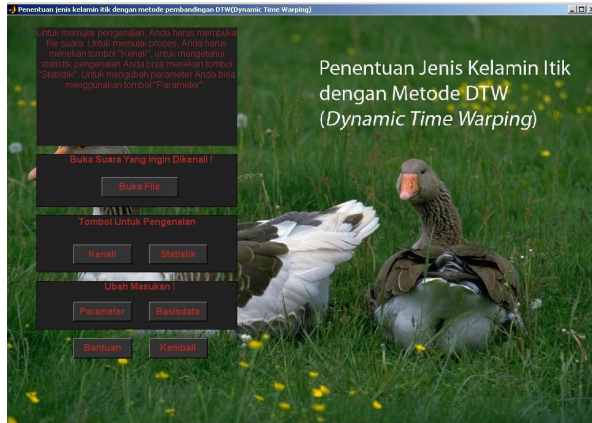 Penentuan jenis kelamin itik dengan metode pembandingan DTW(Dynamic Time Warping)
Untuk memulai pengenalan, Anda harus membuka
file suara, Untuk memulai proses, Anda harus
menekan tombol "Kenali", untuk mengetahui
statistik pengenalan Anda bisa menekan tombol
"Statistik". Untuk mengubah parameter Anda bisa
menggunakan tombol "Parameter"
Penentuan Jenis Kelamin Itik
dengan Metode DTW
(Dynamic Time Warping)
Buka Suara Yang Ingin Dikenali !
Buka File
Tombol Untuk Pengenalan
Kenali Statistik
Ubah Masukan !
Parameter Basisdata
Bantuan Kembali